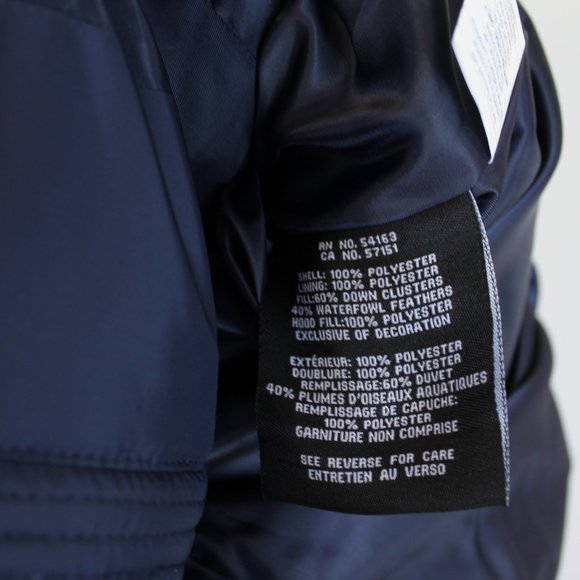 RN NO. 54163
CA NO. 57151
SHELL: 100% POLYESTER
LINING: 100% POLYESTER
FILL:60% DOWN CLUSTERS
40% WATERFOWL FEATHERS
HOOD FILL:100% POLYESTER
EXCLUSIVE OF DECORATION
EXTÉRIEUR: 100% POLYESTER
DOUBLURE: 100% POLYESTER
REMPLISSAGE:60% DUVET
40% PLUMES D'OISEAUX AQUATIQUES
REMPLISSAGE DE CAPUCHE:
100% POLYESTER
GARNITURE NON COMPRISE
SEE REVERSE FOR CARE
ENTRETIEN AU VERSO